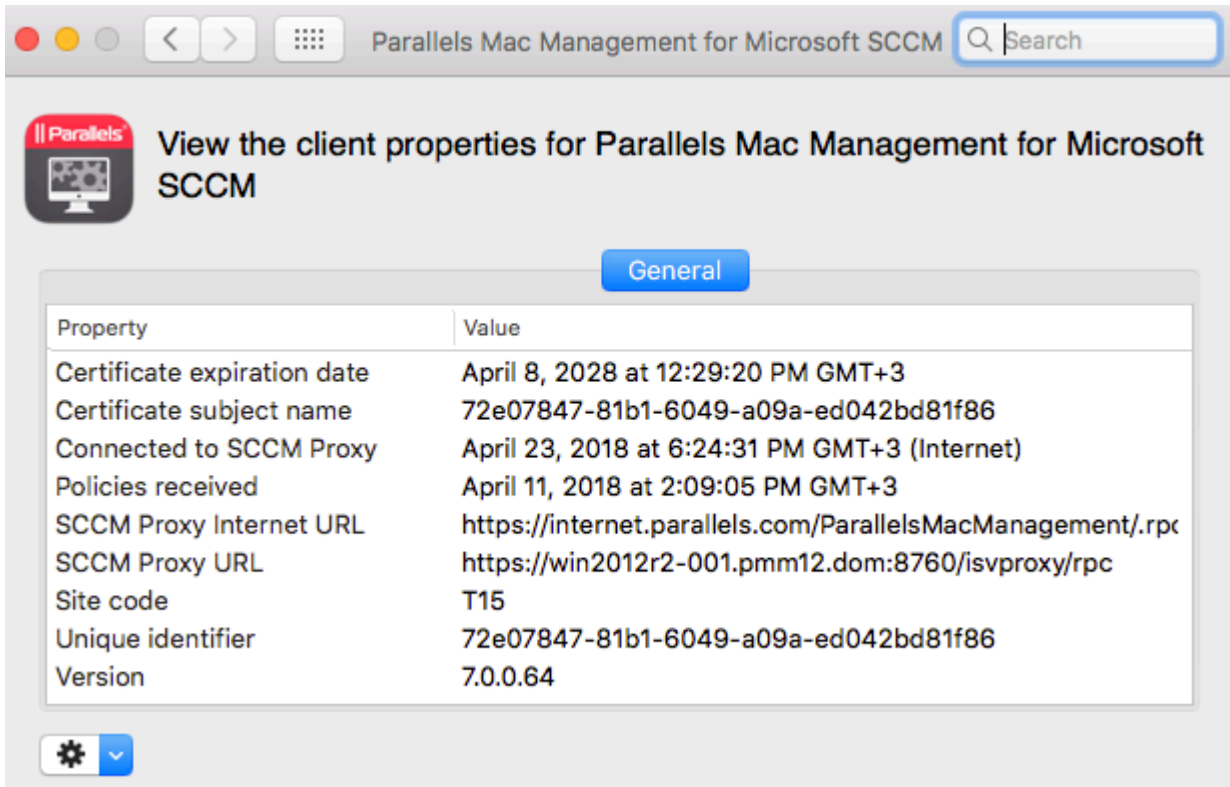 Parallels Mac Management for Microsoft SCCM Search
|| Parallels
View the client properties for Parallels Mac Management for Microsoft
SCCM
General
Property Value
Certificate expiration date April 8, 2028 at 12:29:20 PM GMT+3
Certificate subject name 72e07847-81b1-6049-a09a-ed042bd81f86
Connected to SCCM Proxy April 23, 2018 at 6:24:31 PM GMT+3 (Internet)
Policies received April 11, 2018 at 2:09:05 PM GMT+3
SCCM Proxy Internet URL https://internet.parallels.com/ParallelsMacManagement/.rpc
SCCM Proxy URL https://win2012r2-001.pmm12.dom:8760/isvproxy/rpc
Site code T15
Unique identifier 72e07847-81b1-6049-a09a-ed042bd81f86
Version 7.0.0.64